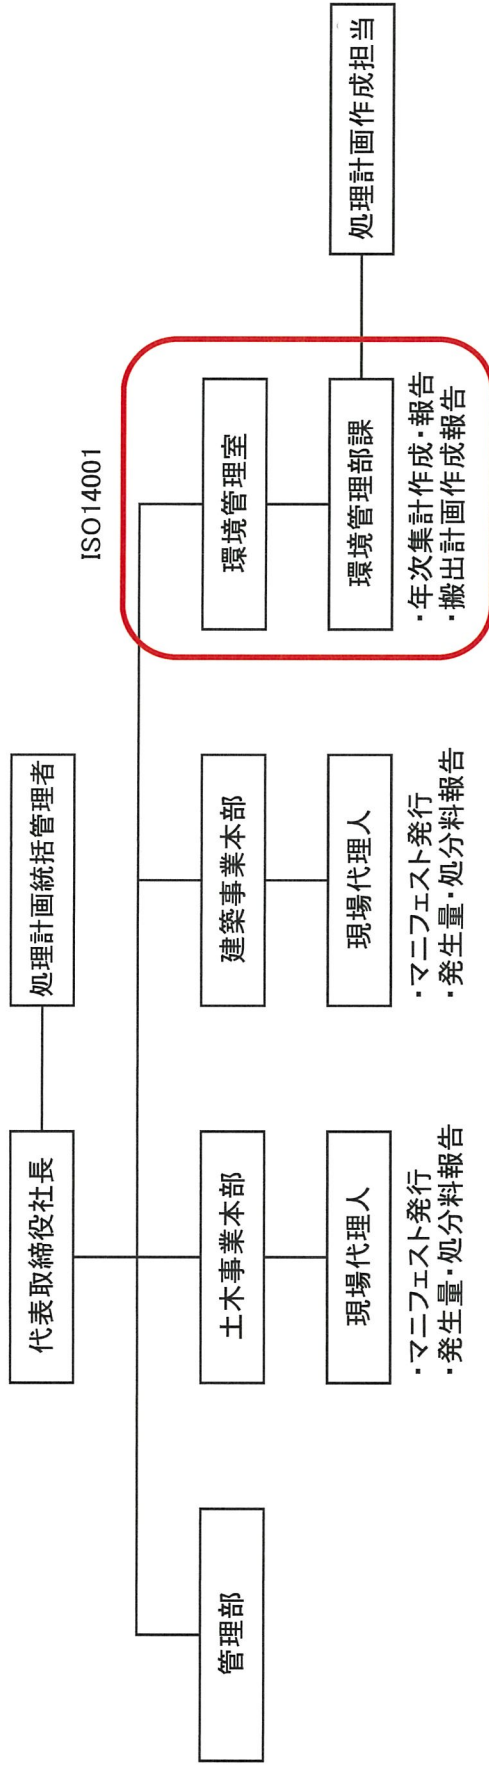 代表取締役社長
処理計画統括管理者
ISO14001
管理部
土木事業本部
建築事業本部
環境管理室
現場代理人
現場代理人
環境管理部課
処理計画作成担当
・マニフェスト発行
・発生量・処分料報告
・マニフェスト発行
・発生量・処分料報告
・年次集計作成・報告
・搬出計画作成報告